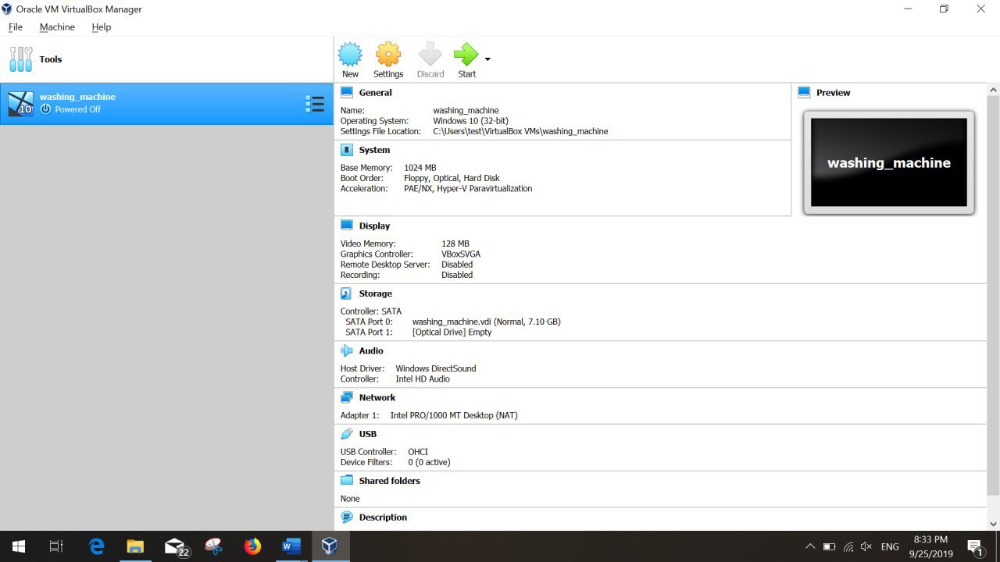 Oracle VM VirtualBox Manager
File Machine Help
Tools
New Settings Discard Start
washing_machine
10 Powered Off
General
Name: washing_machine
Operating System: Windows 10 (32-bit)
Settings File Location: C:\Users\test\VirtualBox VMs\washing_machine
Preview
washing_machine
System
Base Memory: 1024 MB
Boot Order: Floppy, Optical, Hard Disk
Acceleration: PAE/NX, Hyper-V Paravirtualization
Display
Video Memory: 128 MB
Graphics Controller: VBoxSVGA
Remote Desktop Server: Disabled
Recording: Disabled
Storage
Controller: SATA
SATA Port 0: washing_machine.vdi (Normal, 7.10 GB)
SATA Port 1: [Optical Drive] Empty
Audio
Host Driver: Windows DirectSound
Controller: Intel HD Audio
Network
Adapter 1: Intel PRO/1000 MT Desktop (NAT)
USB
USB Controller: OHCI
Device Filters: 0 (0 active)
Shared folders
None
Description
22
W
ENG
8:33 PM
9/25/2019
1